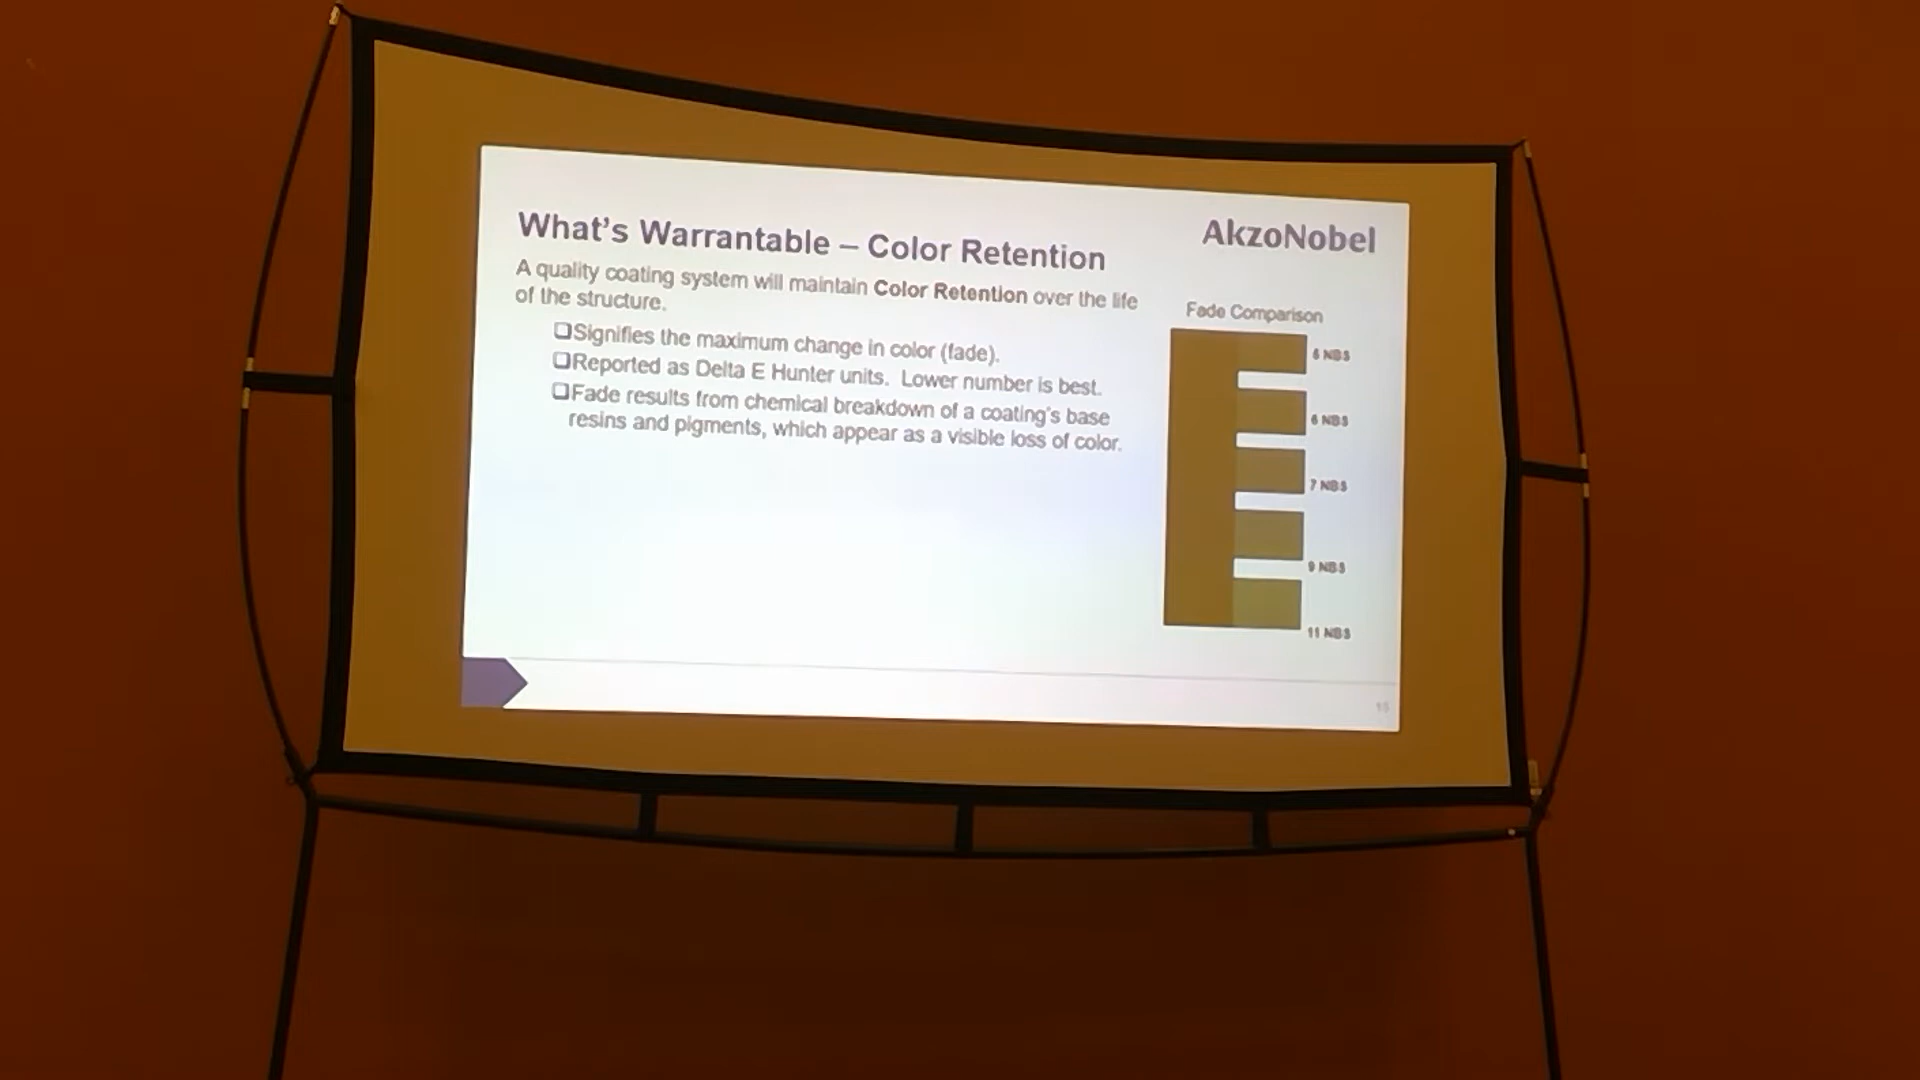 What's Warrantable – Color Retention
AkzoNobel
A quality coating system will maintain Color Retention over the life
of the structure.
❑Signifies the maximum change in color (fade).
❑Reported as Delta E Hunter units. Lower number is best.
❑Fade results from chemical breakdown of a coating's base
resins and pigments, which appear as a visible loss of color.
Fade Comparison
6 NBS
7 NBS
9 NBS
11 NBS